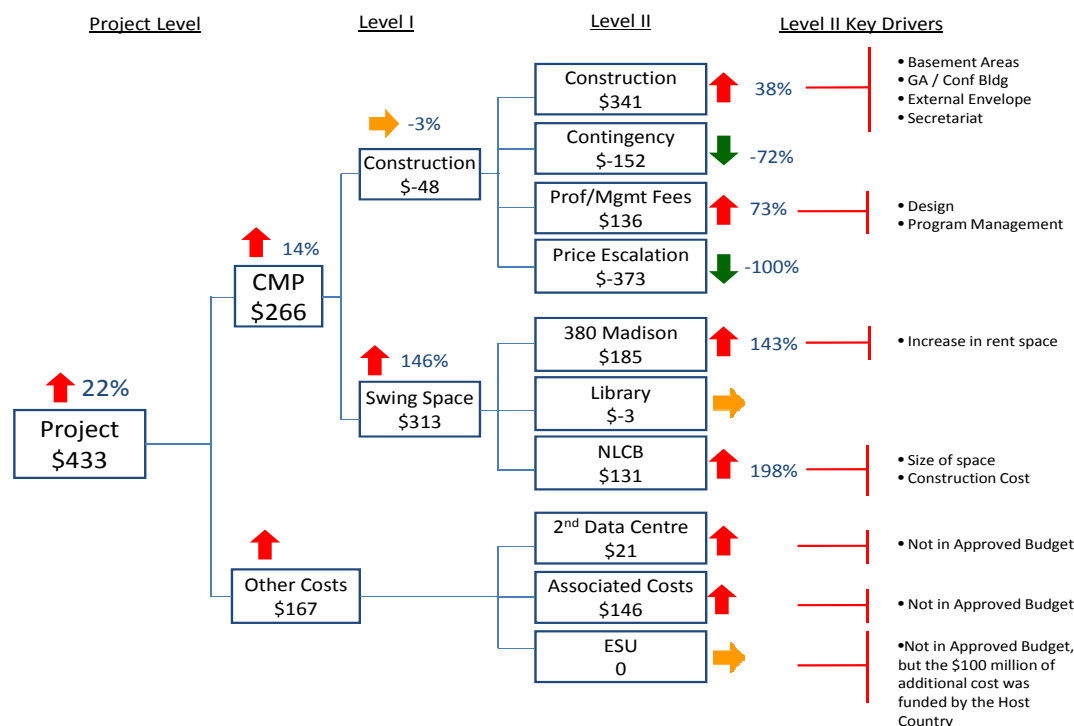 Project Level
Level I
Level II
Level II Key Drivers
Construction
$341
38%
• Basement Areas
• GA / Conf Bldg
• External Envelope
• Secretariat
-3%
Construction
$-48
Contingency
$-152
-72%
Prof/Mgmt Fees
$136
73%
• Design
• Program Management
Price Escalation
$-373
-100%
14%
CMP
$266
380 Madison
$185
143%
• Increase in rent space
146%
Swing Space
$313
Library
$-3
22%
Project
$433
NLCB
$131
198%
• Size of space
• Construction Cost
2nd Data Centre
$21
• Not in Approved Budget
Other Costs
$167
Associated Costs
$146
• Not in Approved Budget
ESU
0
•Not in Approved Budget,
but the $100 million of
additional cost was
funded by the Host
Country